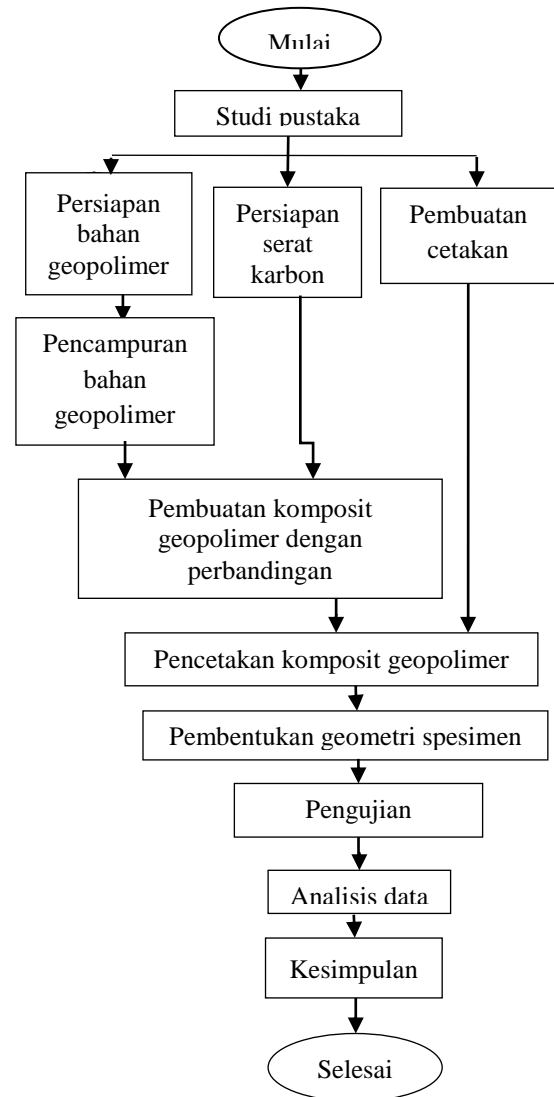 Mulai
Studi pustaka
Persiapan
bahan
geopolimer
Persiapan
serat
karbon
Pembuatan
cetakan
Pencampuran
bahan
geopolimer
Pembuatan komposit
geopolimer dengan
perbandingan
Pencetakan komposit geopolimer
Pembentukan geometri spesimen
Pengujian
Analisis data
Kesimpulan
Selesai